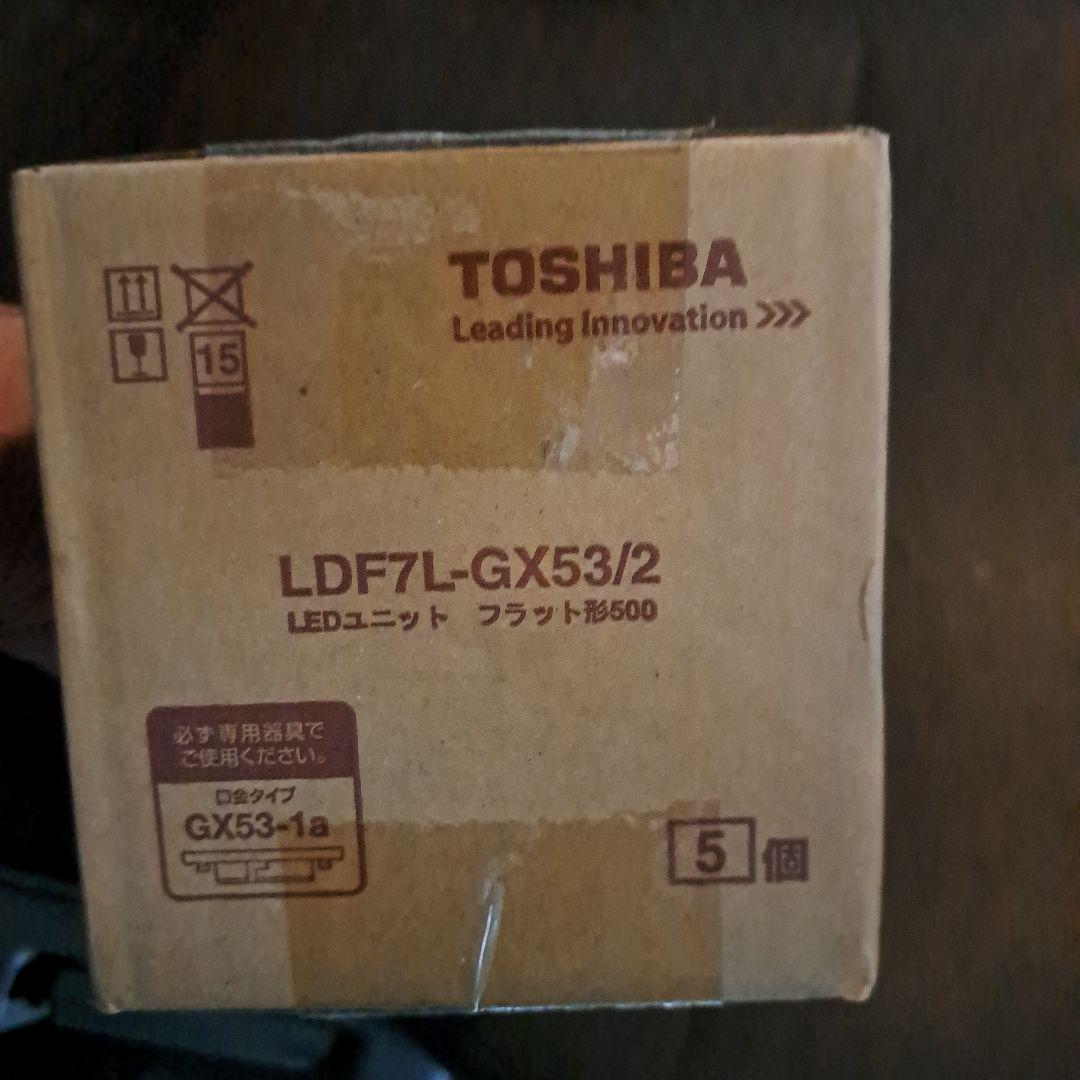 TOSHIBA
Leading Innovation >>>
15
LDF7L-GX53/2
LEDユニット フラット形500
必ず専用器具で
ご使用ください。
口金タイプ
GX53-1a
5 個